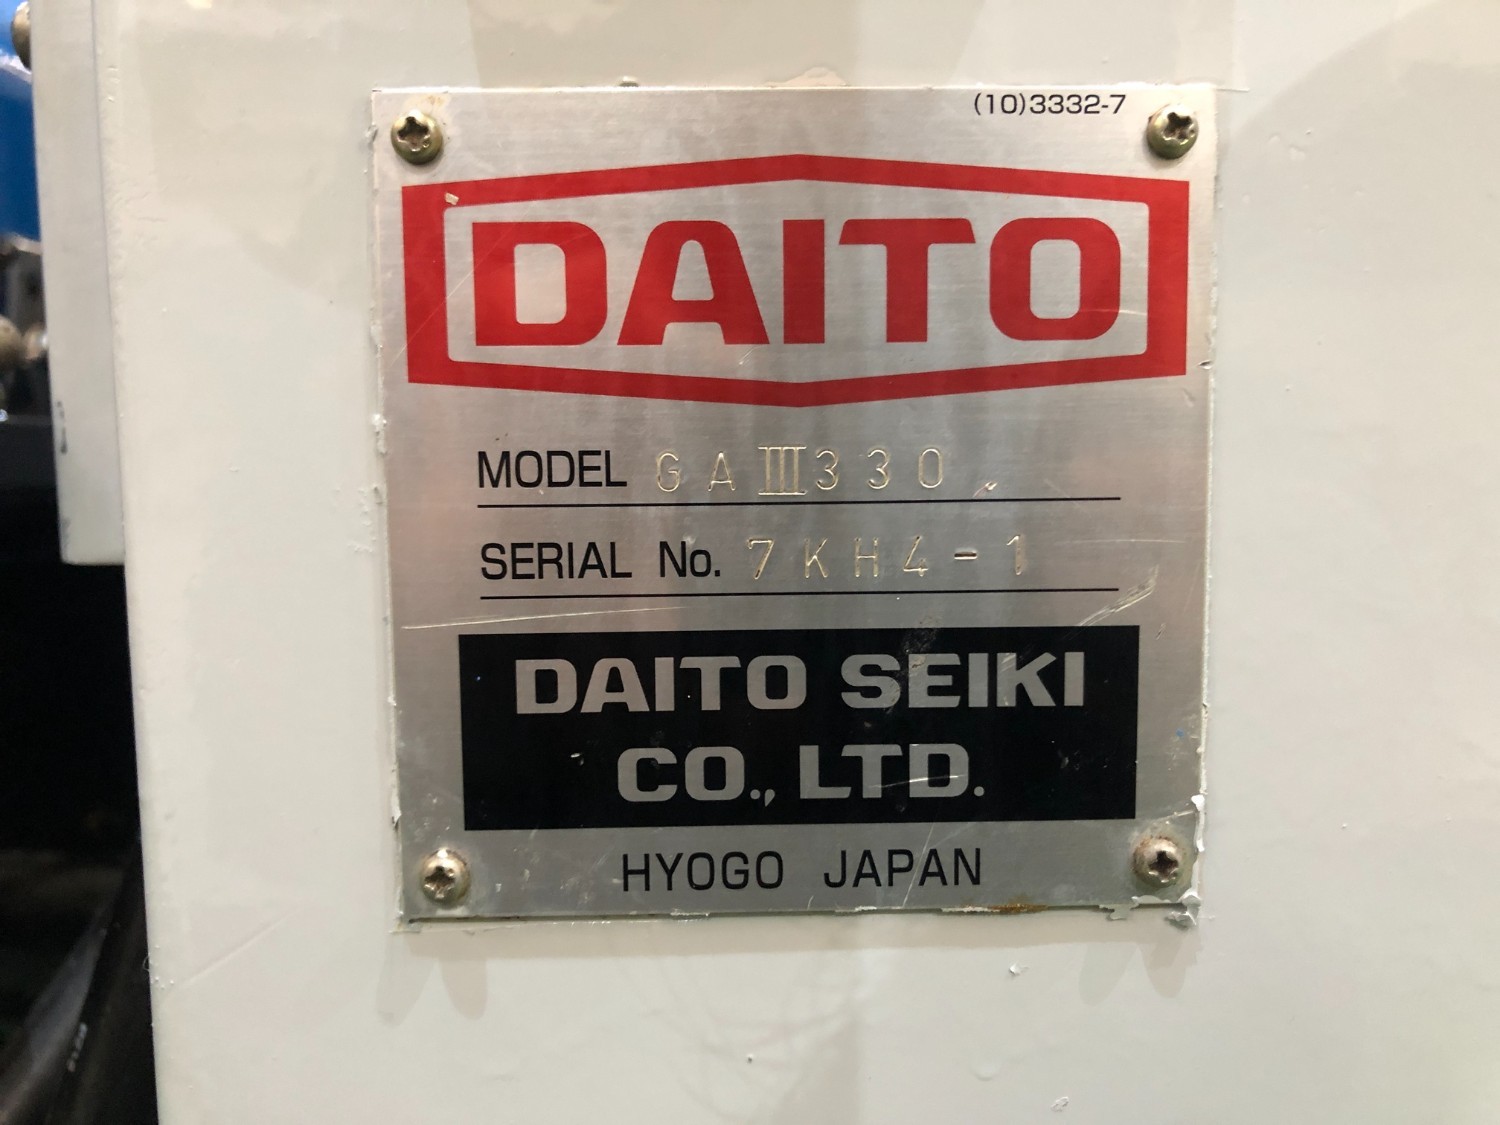 (10)3332-7
DAITO
MODEL GAⅢ330
SERIAL No. 7KH4-1
DAITO SEIKI
CO., LTD.
HYOGO JAPAN